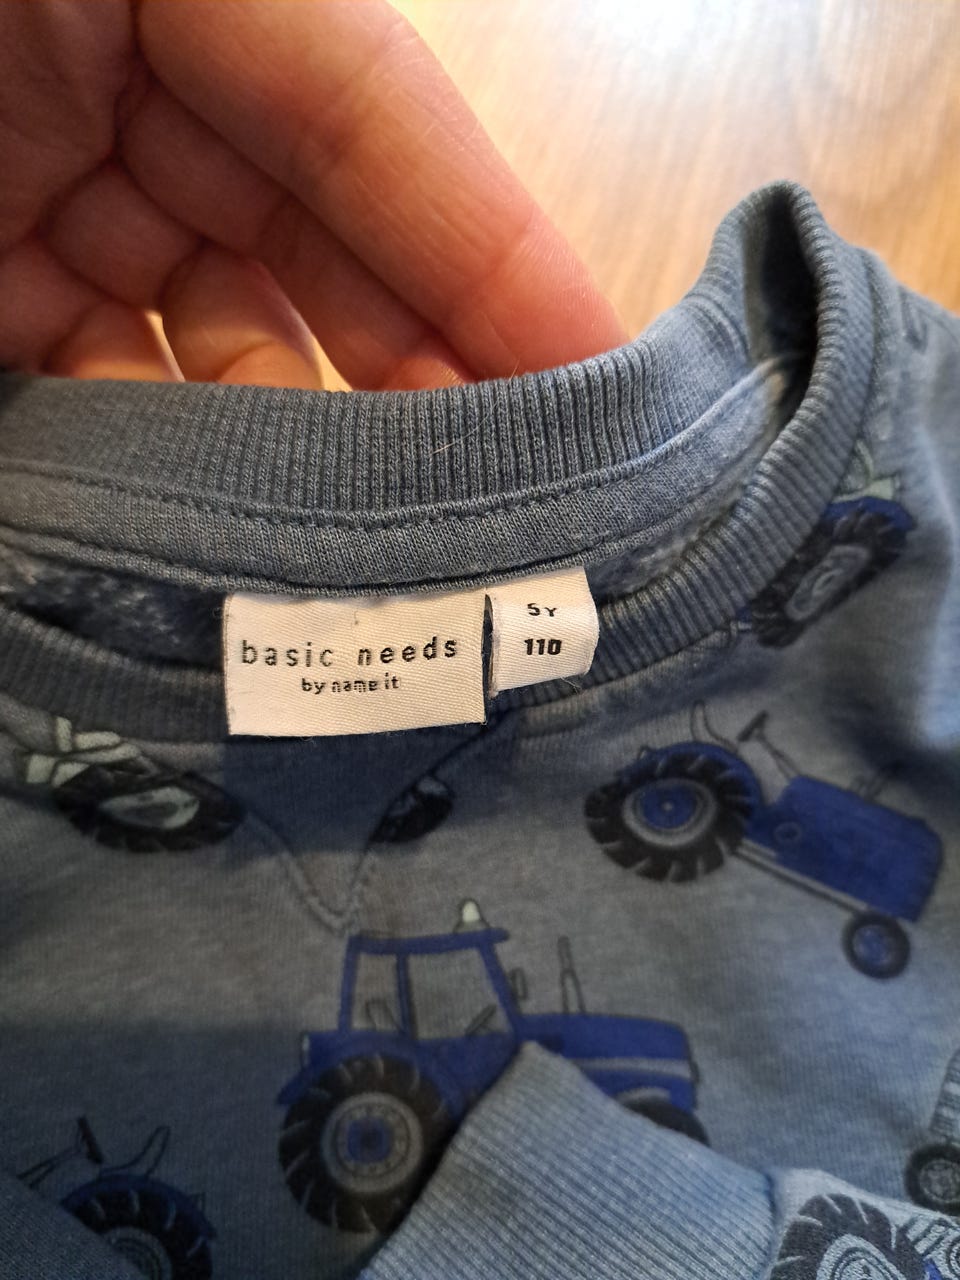 basic needs
by name it
5Y
110